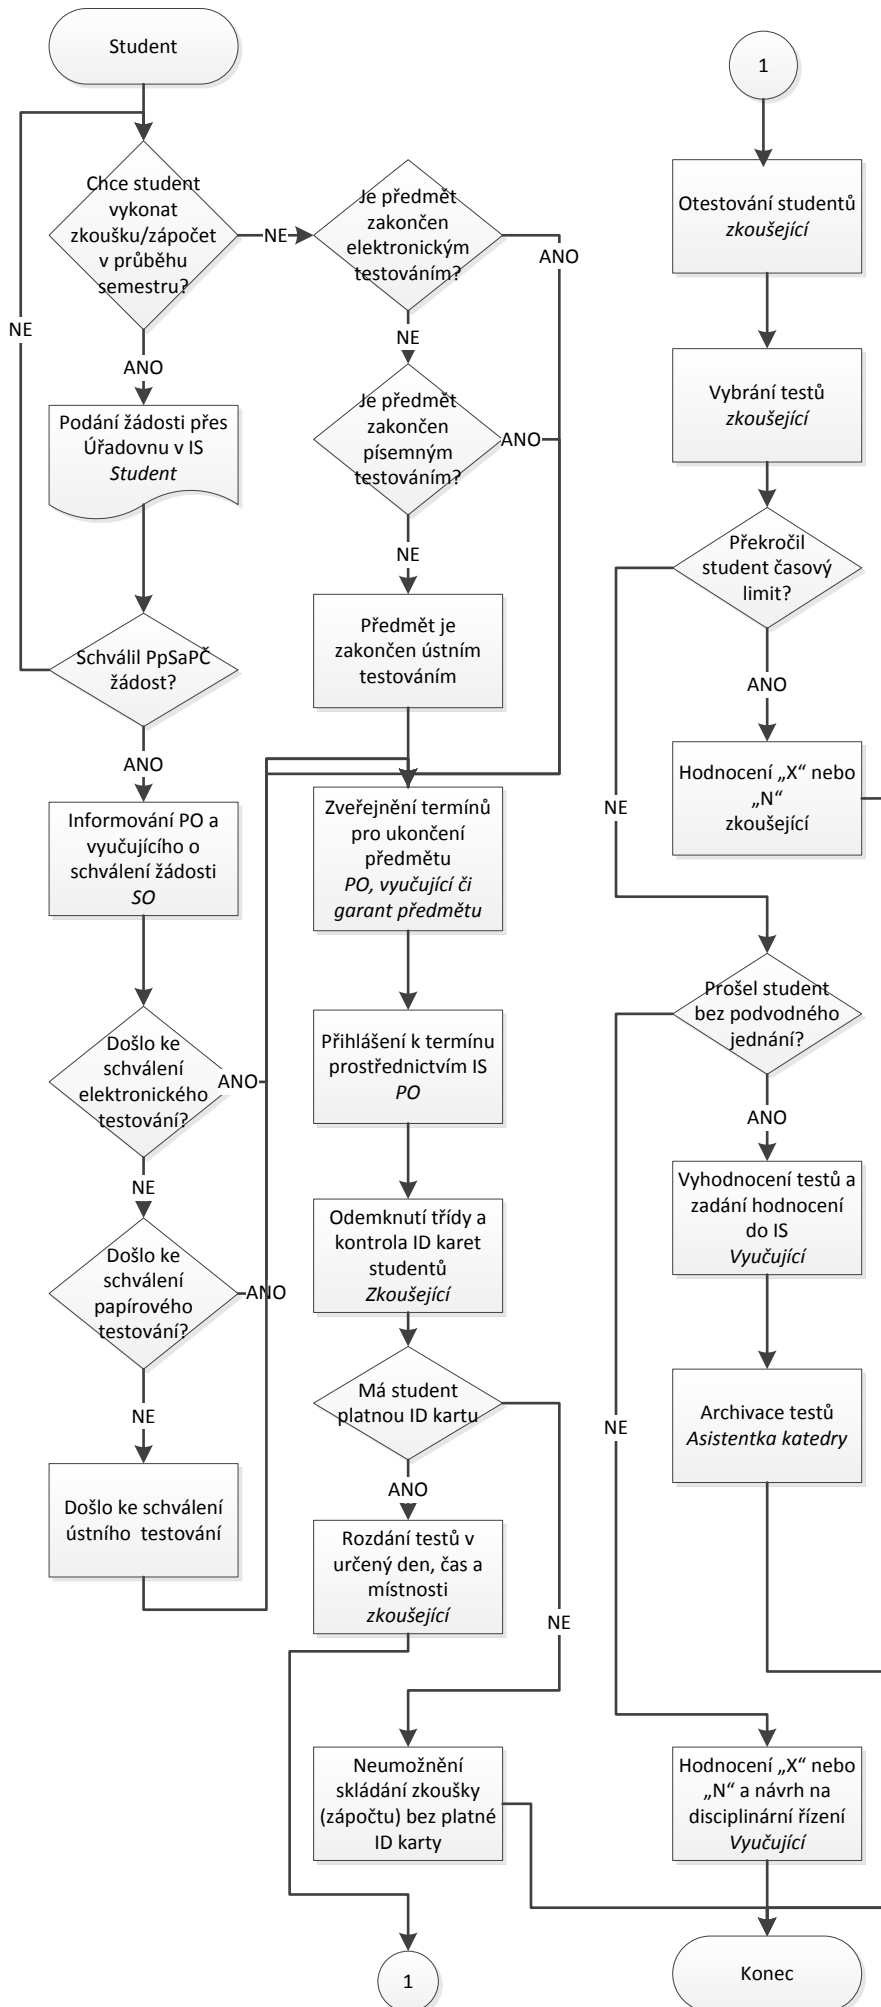 Student
Chce student
vykonat
zkoušku/zápočet
v průběhu
semestru?
NE
NE
ANO
Podání žádosti přes
Úřadovnu v IS
Student
Schválil PpSaPČ
žádost?
ANO
Informování PO a
vyučujícího o
schválení žádosti
SO
Došlo ke
schválení
elektronického
testování?
ANO
NE
Došlo ke
schválení
papírového
testování?
ANO
NE
Došlo ke schválení
ústního testování
Je předmět
zakončen
elektronickým
testováním?
ANO
NE
Je předmět
zakončen
písemným
testováním?
ANO
NE
Předmět je
zakončen ústním
testováním
Zveřejnění termínů
pro ukončení
předmětu
PO, vyučující či
garant předmětu
Přihlášení k termínu
prostřednictvím IS
PO
Odemknutí třídy a
kontrola ID karet
studentů
Zkoušející
Má student
platnou ID kartu
ANO
NE
Rozdání testů v
určený den, čas a
místnosti
zkoušející
Neumožnění
skládání zkoušky
(zápočtu) bez platné
ID karty
1
1
Otestování studentů
zkoušející
Vybrání testů
zkoušející
Překročil
student časový
limit?
ANO
NE
Hodnocení „X“ nebo
„N“
zkoušející
Prošel student
bez podvodného
jednání?
ANO
NE
Vyhodnocení testů a
zadání hodnocení
do IS
Vyučující
Archivace testů
Asistentka katedry
Hodnocení „X“ nebo
„N“ a návrh na
disciplinární řízení
Vyučující
Konec